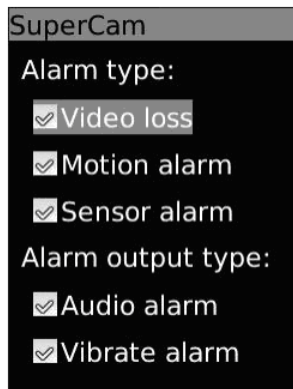 SuperCam
Alarm type:
Video loss
Motion alarm
Sensor alarm
Alarm output type:
Audio alarm
Vibrate alarm